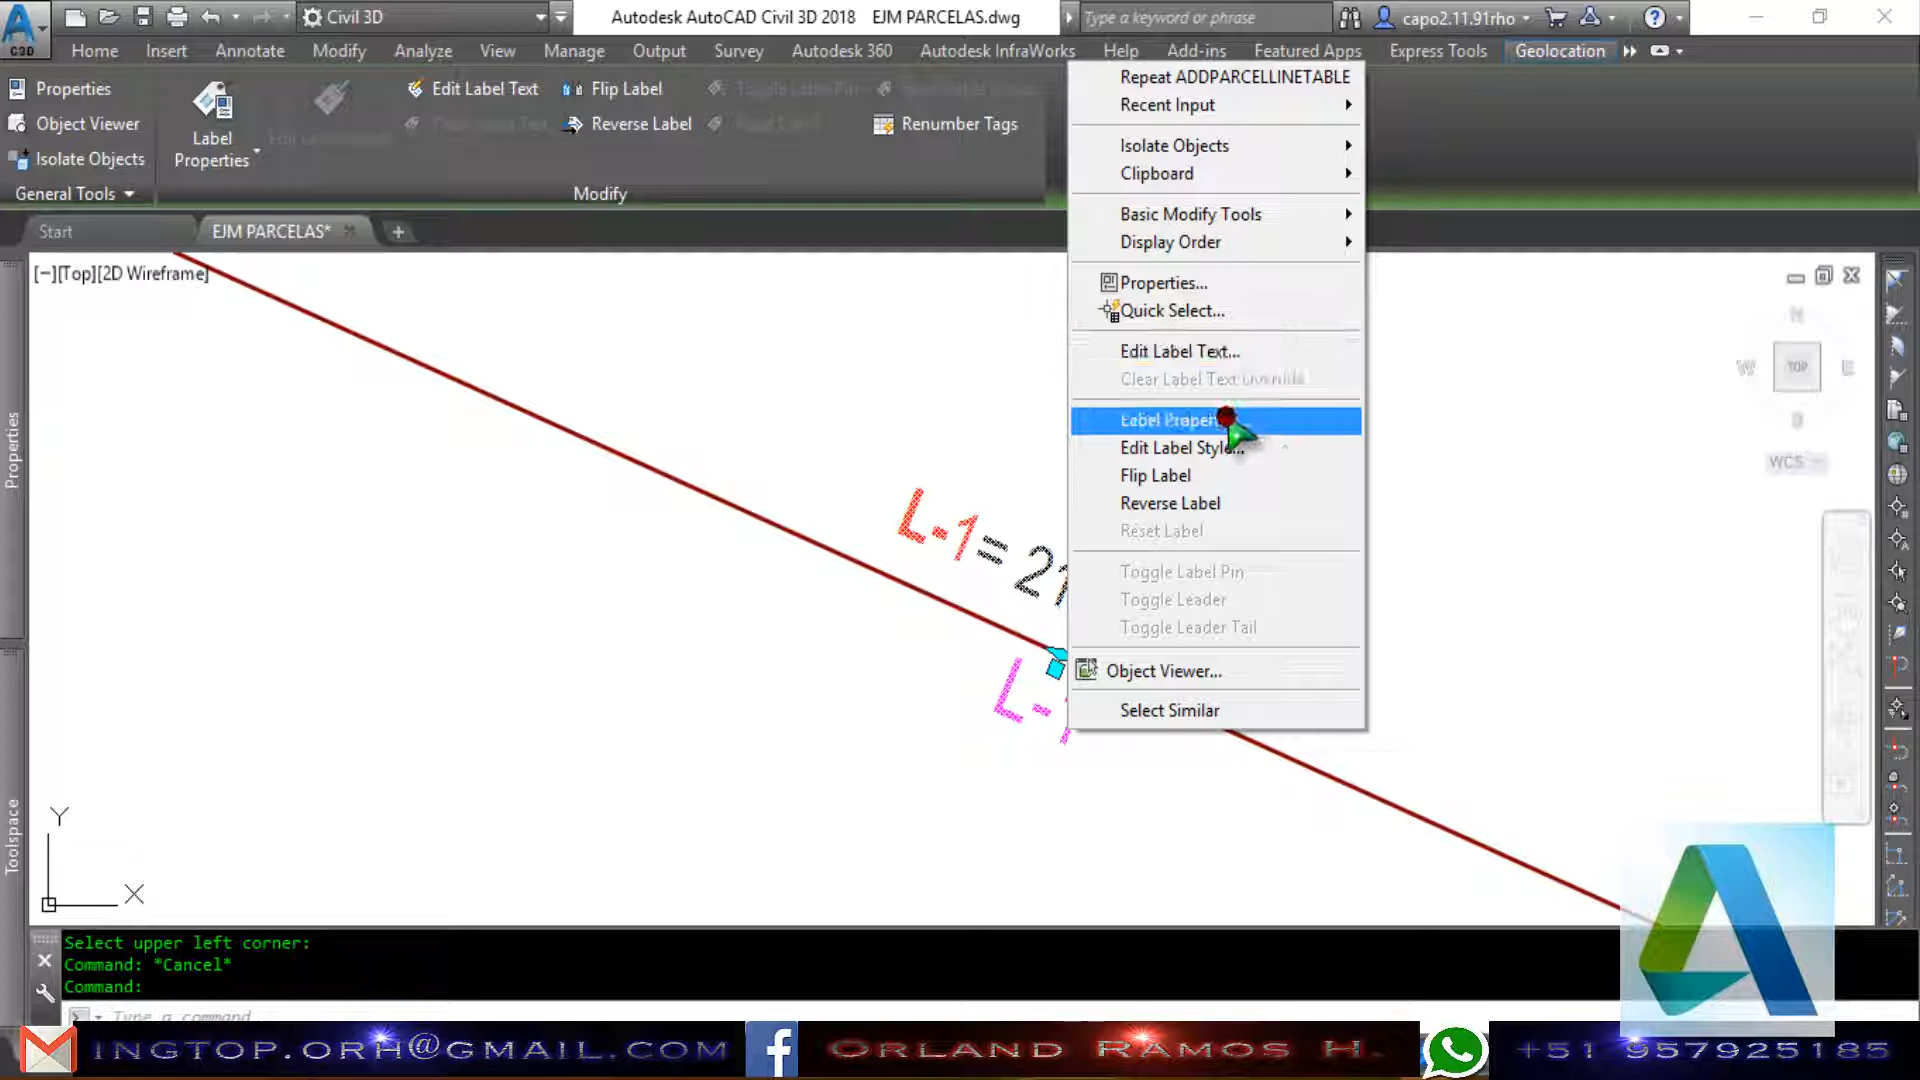 C3D
Civil 3D
Autodesk AutoCAD Civil 3D 2018 EJM PARCELAS.dwg
Type a keyword or phrase
capo2.11.91rho
Home Insert Annotate Modify Analyze View Manage Output Survey Autodesk 360 Autodesk InfraWorks Help Add-ins Featured Apps Express Tools Geolocation
Properties
Object Viewer
Isolate Objects
General Tools
Label
Properties
Edit Label Text
Flip Label
Reverse Label
Renumber Tags
Modify
Start
EJM PARCELAS*
[−][Top][2D Wireframe]
Repeat ADDPARCELLINETABLE
Recent Input
Isolate Objects
Clipboard
Basic Modify Tools
Display Order
Properties...
Quick Select...
Edit Label Text...
Clear Label Text
Label
Edit Label Style...
Flip Label
Reverse Label
Reset Label
Toggle Label Pin
Toggle Leader
Toggle Leader Tail
Object Viewer...
Select Similar
L-1= 21
L-
TOP
W
E
WCS
Properties
Toolspace
Y
X
Select upper left corner:
Command: *Cancel*
Command:
Type a command
INGTOP.ORH@GMAIL.COM
ORLAND RAMOS H.
+51 957925185